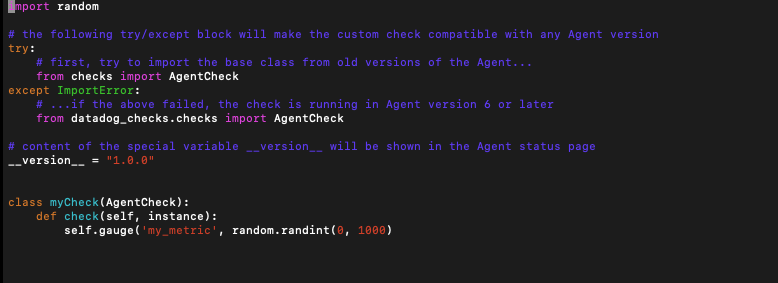 import random
# the following try/except block will make the custom check compatible with any Agent version
try:
    # first, try to import the base class from old versions of the Agent...
    from checks import AgentCheck
except ImportError:
    # ...if the above failed, the check is running in Agent version 6 or later
    from datadog_checks.checks import AgentCheck
# content of the special variable __version__ will be shown in the Agent status page
__version__ = "1.0.0"
class myCheck(AgentCheck):
    def check(self, instance):
        self.gauge('my_metric', random.randint(0, 1000)